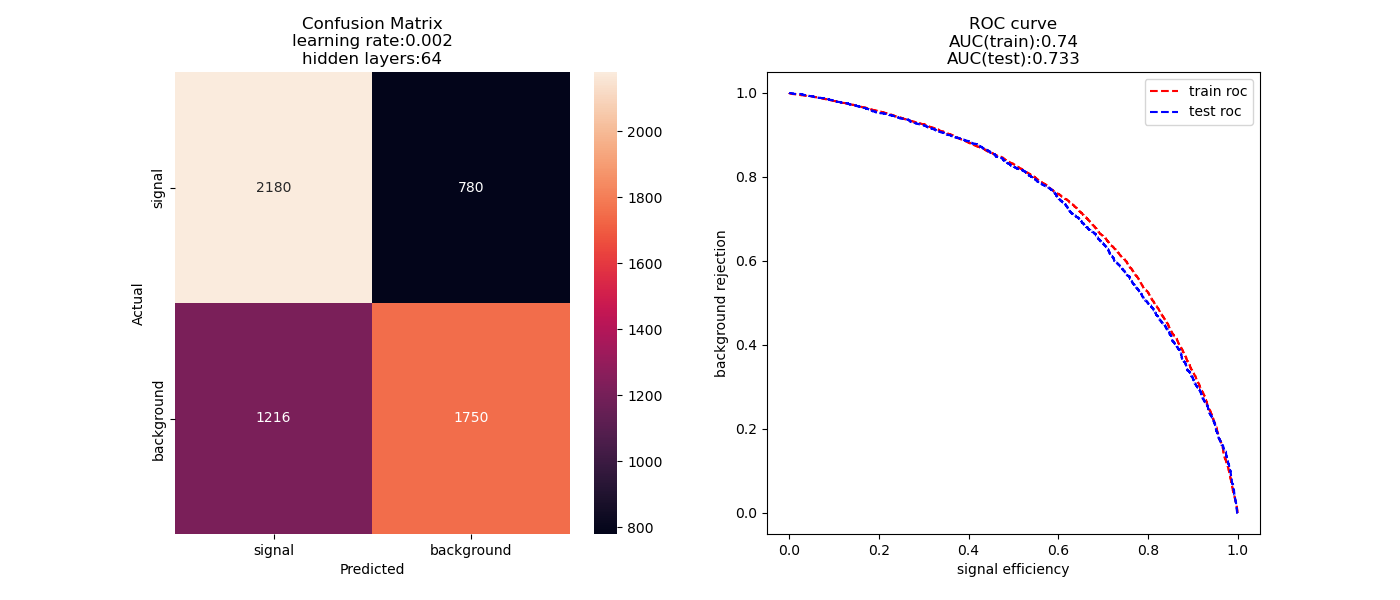 Confusion Matrix
learning rate:0.002
hidden layers:64
signal
background
Actual
2180
780
1216
1750
signal
background
Predicted
2000
1800
1600
1400
1200
1000
800
ROC curve
AUC(train):0.74
AUC(test):0.733
train roc
test roc
background rejection
1.0
0.8
0.6
0.4
0.2
0.0
0.0
0.2
0.4
0.6
0.8
1.0
signal efficiency